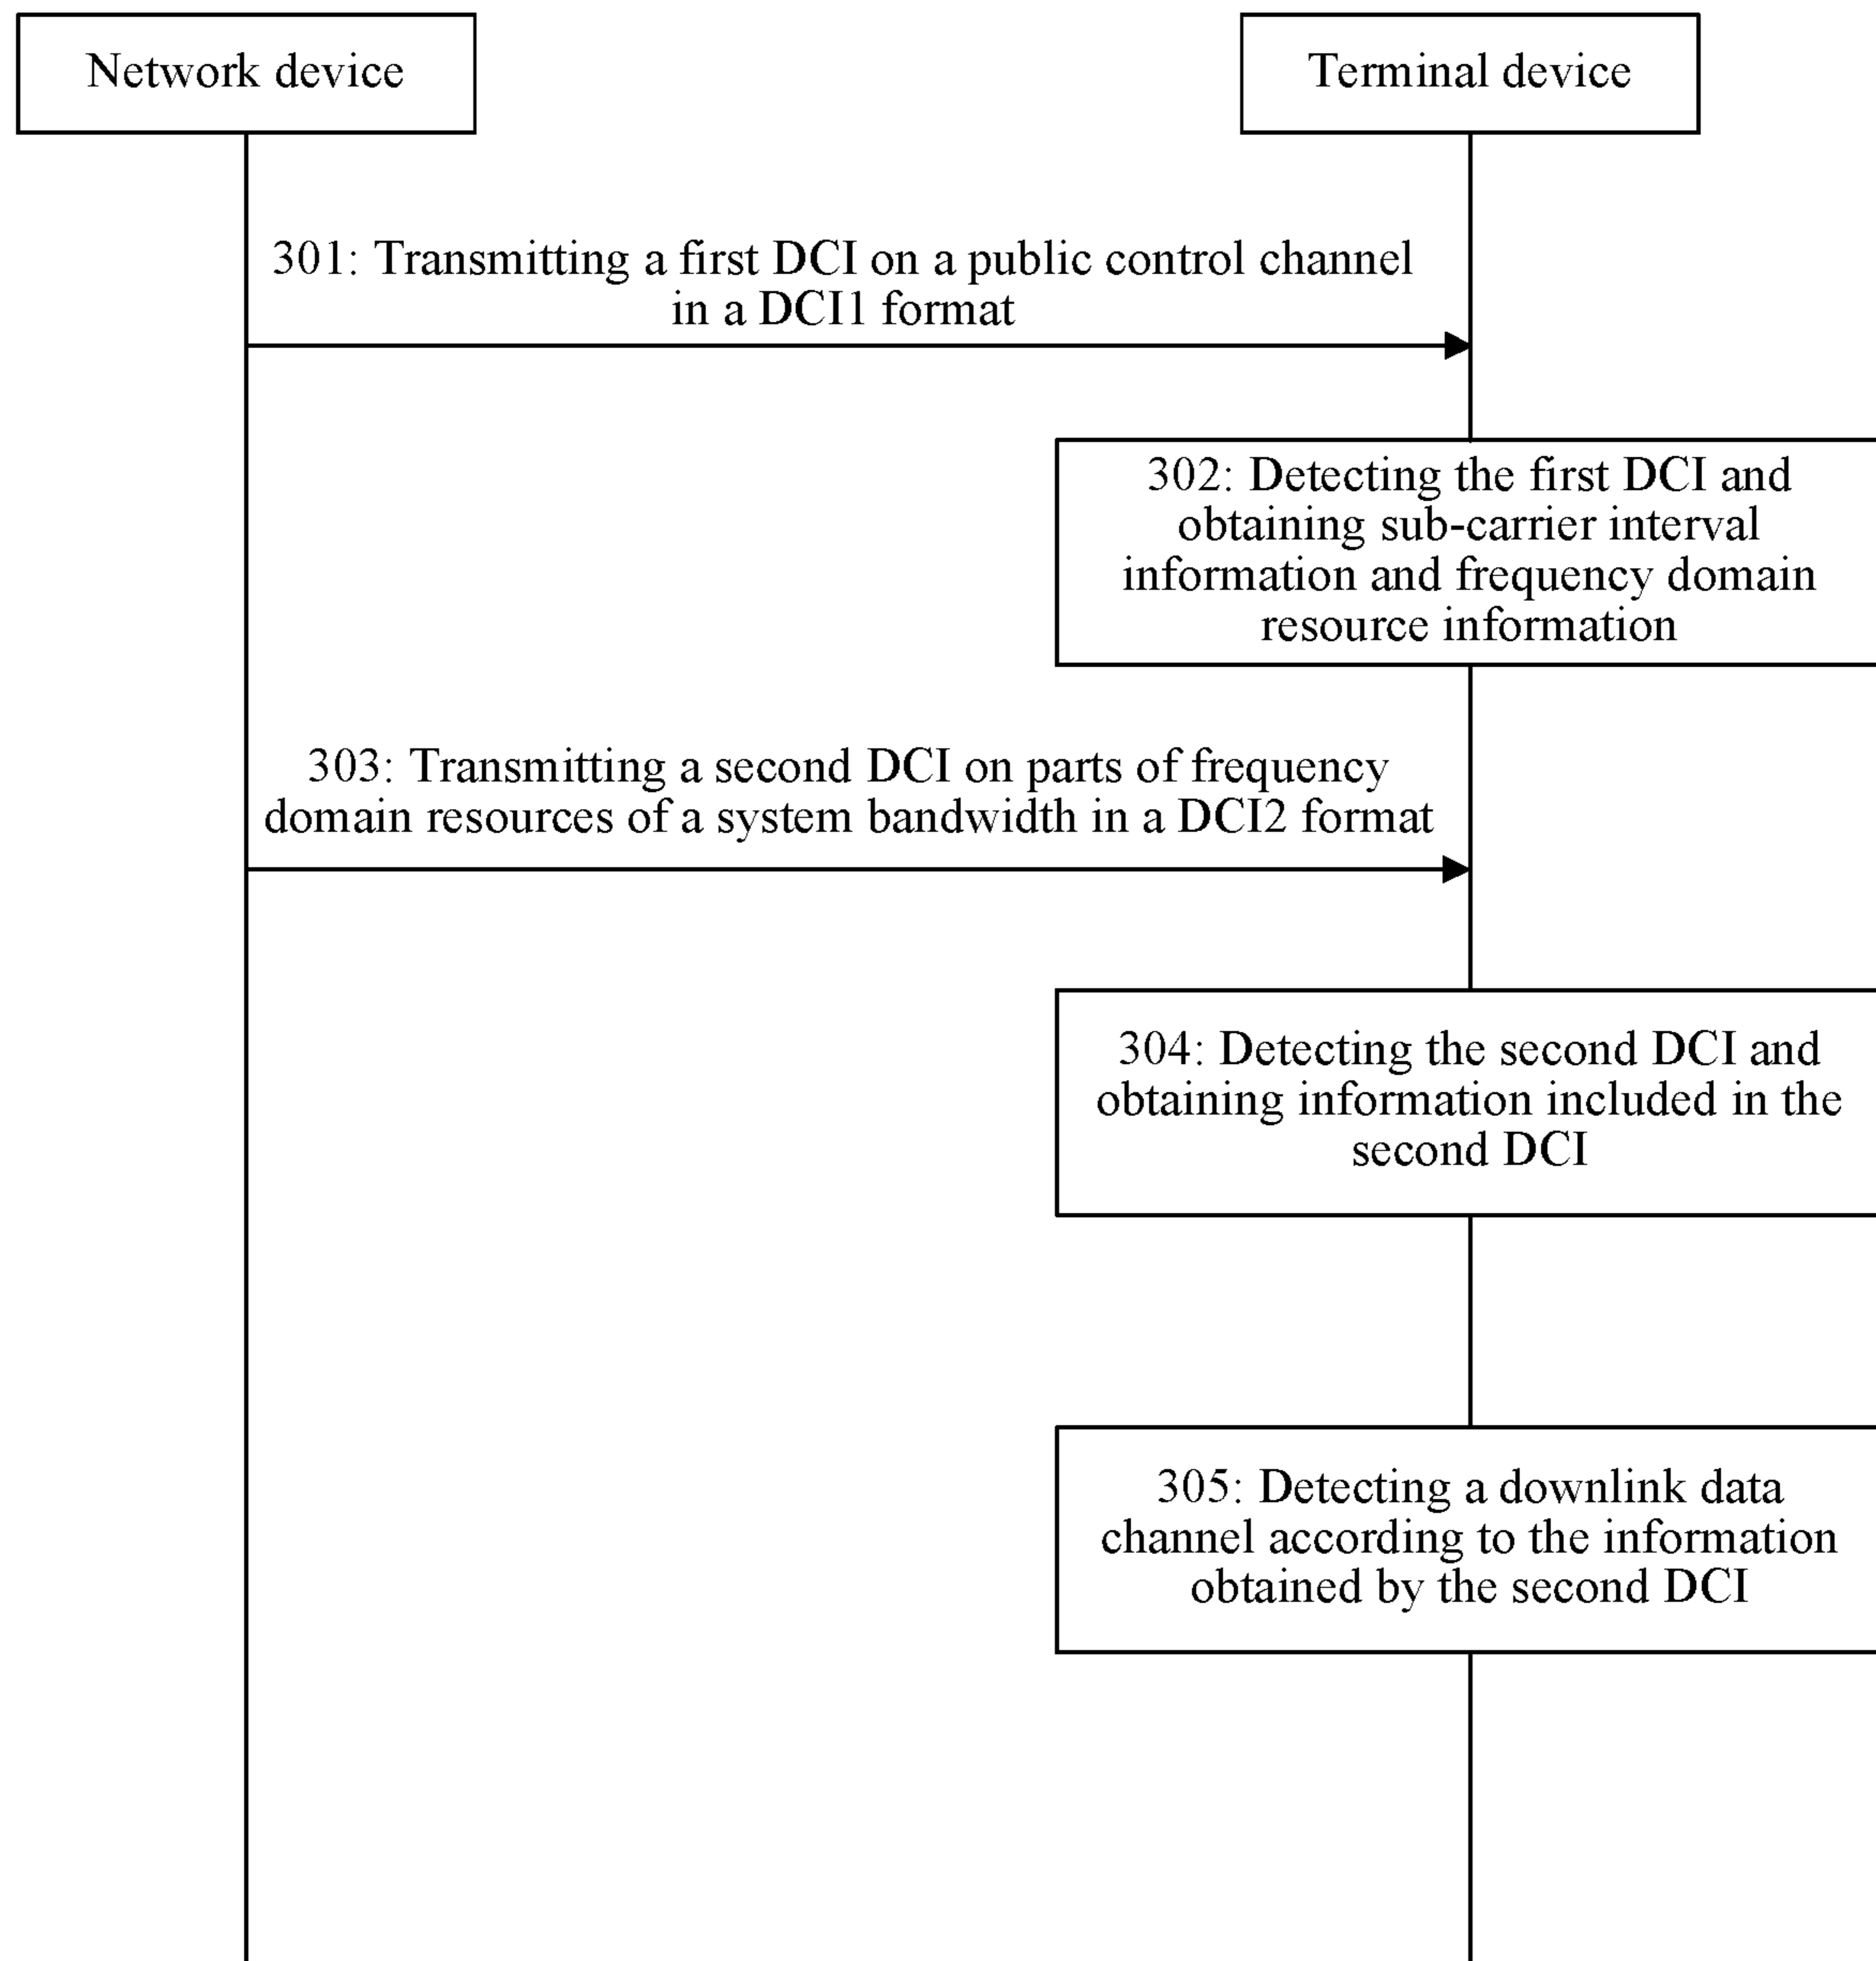 Network device
Terminal device
301: Transmitting a first DCI on a public control channel
in a DCI1 format
302: Detecting the first DCI and
obtaining sub-carrier interval
information and frequency domain
resource information
303: Transmitting a second DCI on parts of frequency
domain resources of a system bandwidth in a DCI2 format
304: Detecting the second DCI and
obtaining information included in the
second DCI
305: Detecting a downlink data
channel according to the information
obtained by the second DCI